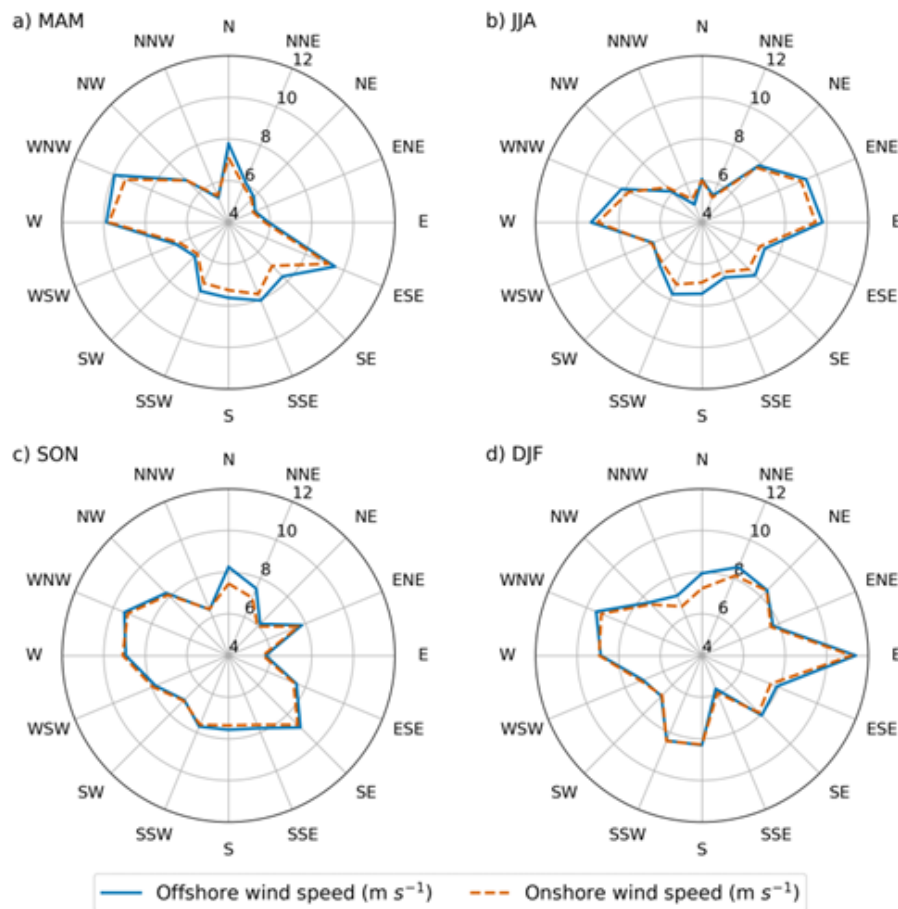 a) MAM
N
NNE
NE
ENE
E
ESE
SE
SSE
S
SSW
SW
WSW
W
WNW
NW
NNW
4
6
8
10
12
b) JJA
N
NNE
NE
ENE
E
ESE
SE
SSE
S
SSW
SW
WSW
W
WNW
NW
NNW
4
6
8
10
12
c) SON
N
NNE
NE
ENE
E
ESE
SE
SSE
S
SSW
SW
WSW
W
WNW
NW
NNW
4
6
8
10
12
d) DJF
N
NNE
NE
ENE
E
ESE
SE
SSE
S
SSW
SW
WSW
W
WNW
NW
NNW
4
6
8
10
12
Offshore wind speed (m s⁻¹)
Onshore wind speed (m s⁻¹)